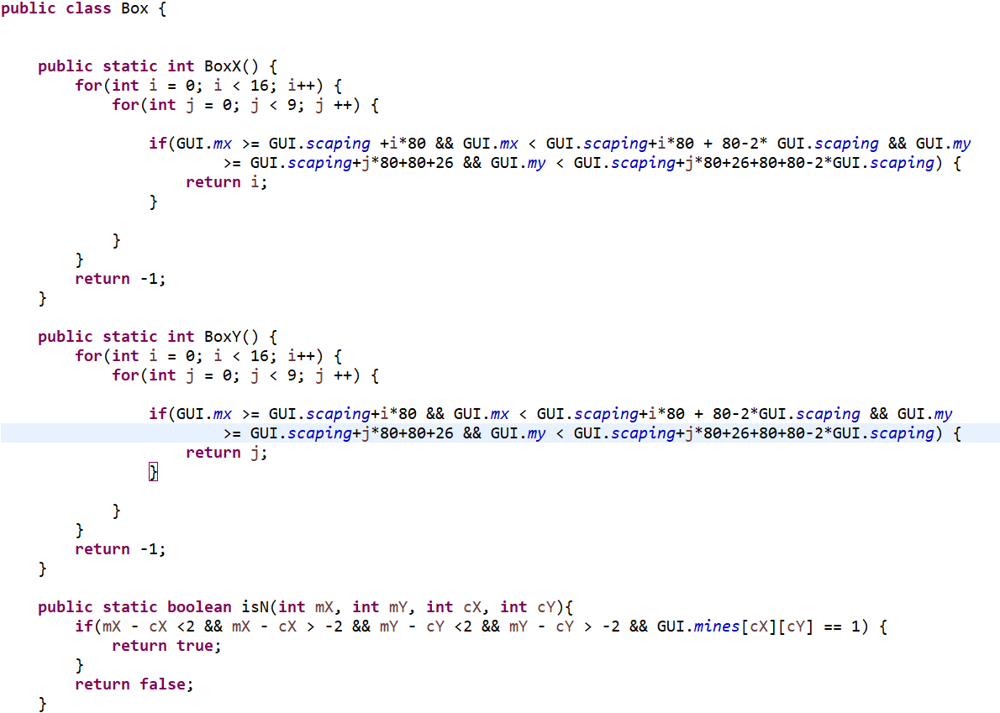 public class Box {
    public static int BoxX() {
        for(int i = 0; i < 16; i++) {
            for(int j = 0; j < 9; j ++) {
                if(GUI.mx >= GUI.scaping +i*80 && GUI.mx < GUI.scaping+i*80 + 80-2* GUI.scaping && GUI.my
                        >= GUI.scaping+j*80+80+26 && GUI.my < GUI.scaping+j*80+26+80+80-2*GUI.scaping) {
                    return i;
                }
            }
        }
        return -1;
    }
    public static int BoxY() {
        for(int i = 0; i < 16; i++) {
            for(int j = 0; j < 9; j ++) {
                if(GUI.mx >= GUI.scaping+i*80 && GUI.mx < GUI.scaping+i*80 + 80-2*GUI.scaping && GUI.my
                        >= GUI.scaping+j*80+80+26 && GUI.my < GUI.scaping+j*80+26+80+80-2*GUI.scaping) {
                    return j;
                }
            }
        }
        return -1;
    }
    public static boolean isN(int mX, int mY, int cX, int cY){
        if(mX - cX <2 && mX - cX > -2 && mY - cY <2 && mY - cY > -2 && GUI.mines[cX][cY] == 1) {
            return true;
        }
        return false;
    }